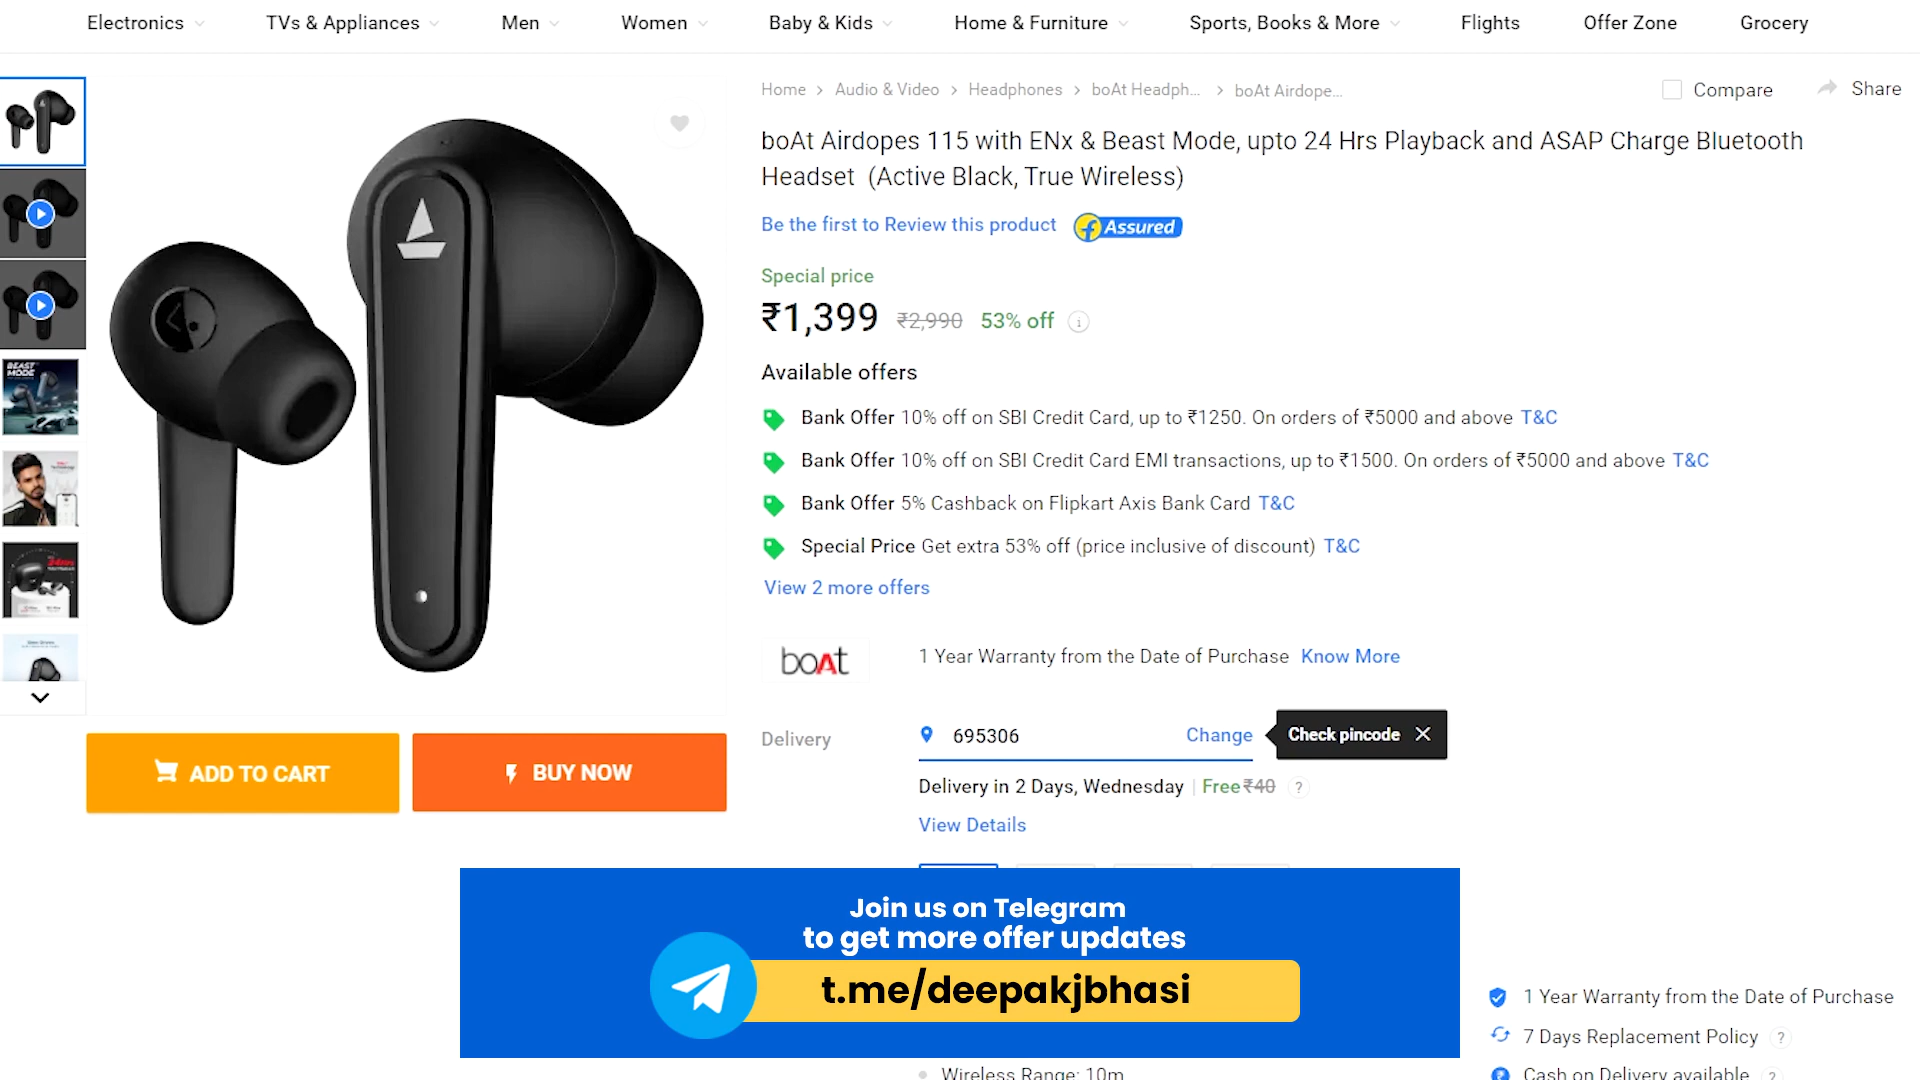 Electronics
TVs & Appliances
Men
Women
Baby & Kids
Home & Furniture
Sports, Books & More
Flights
Offer Zone
Grocery
Home > Audio & Video > Headphones > boAt Headph... > boAt Airdope...
Compare
Share
boAt Airdopes 115 with ENx & Beast Mode, upto 24 Hrs Playback and ASAP Charge Bluetooth
Headset (Active Black, True Wireless)
Be the first to Review this product
Assured
Special price
₹1,399 ₹2,990 53% off
Available offers
Bank Offer 10% off on SBI Credit Card, up to ₹1250. On orders of ₹5000 and above T&C
Bank Offer 10% off on SBI Credit Card EMI transactions, up to ₹1500. On orders of ₹5000 and above T&C
Bank Offer 5% Cashback on Flipkart Axis Bank Card T&C
Special Price Get extra 53% off (price inclusive of discount) T&C
View 2 more offers
BEAST
MODE
boAt
1 Year Warranty from the Date of Purchase Know More
Delivery
695306
Change
Check pincode
Delivery in 2 Days, Wednesday | Free ₹40 ?
View Details
ADD TO CART
BUY NOW
Join us on Telegram
to get more offer updates
t.me/deepakjbhasi
1 Year Warranty from the Date of Purchase
7 Days Replacement Policy ?
Cash on Delivery available ?
Wireless Range: 10m